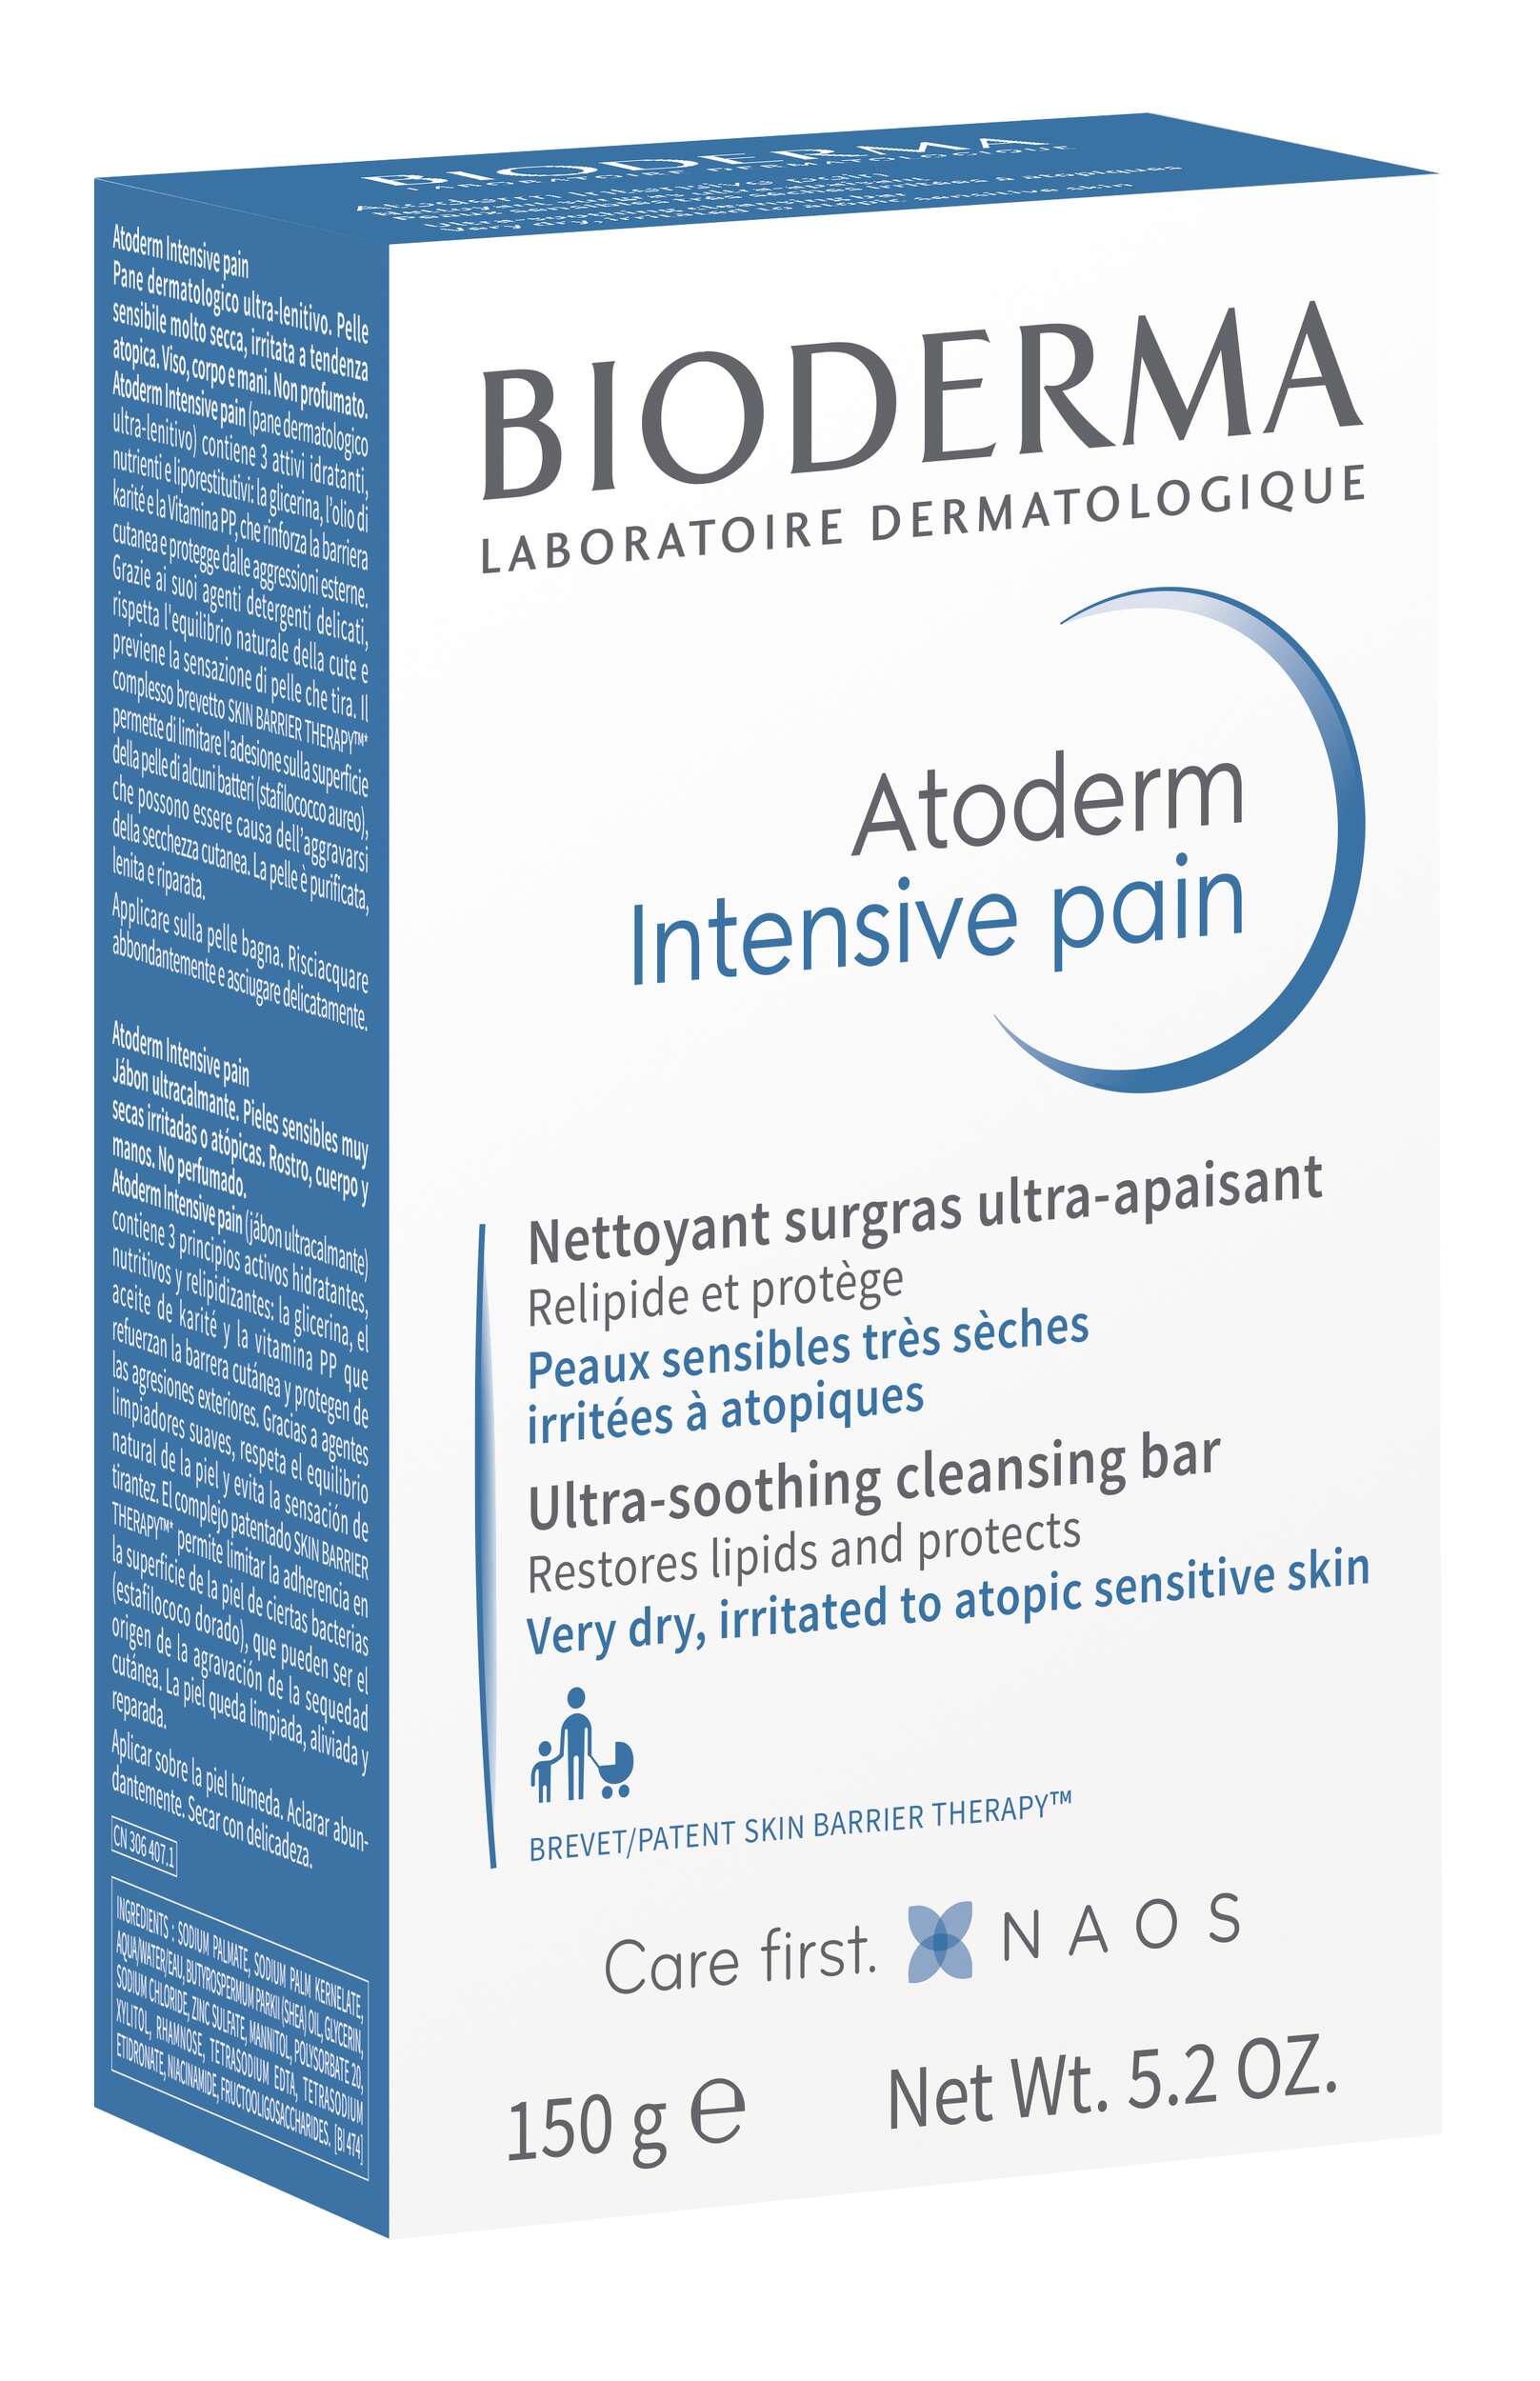 BIODERMA
LABORATOIRE DERMATOLOGIQUE
Atoderm Intensive pain
Very dry, irritated to atopic sensitive skin
BIODERMA
LABORATOIRE DERMATOLOGIQUE
Atoderm
Intensive pain
Nettoyant surgras ultra-apaisant
Relipide et protège
Peaux sensibles très sèches
irritées à atopiques
Ultra-soothing cleansing bar
Restores lipids and protects
Very dry, irritated to atopic sensitive skin
BREVET/PATENT SKIN BARRIER THERAPY™
Care first. NAOS
150 g ℮ Net Wt. 5.2 OZ.
Atoderm Intensive pain
Pane dermatologico ultra-lenitivo. Pelle
sensibile molto secca, irritata a tendenza
atopica. Viso, corpo e mani. Non profumato.
Atoderm Intensive pain (pane dermatologico
ultra-lenitivo) contiene 3 attivi idratanti,
nutrienti e liporestitutivi: la glicerina, l'olio di
karité e la Vitamina PP, che rinforza la barriera
cutanea e protegge dalle aggressioni esterne.
Grazie ai suoi agenti detergenti delicati,
rispetta l'equilibrio naturale della cute e
previene la sensazione di pelle che tira. Il
complesso brevetto SKIN BARRIER THERAPY™*
permette di limitare l'adesione sulla superficie
della pelle di alcuni batteri (stafilococco aureo),
che possono essere causa dell'aggravarsi
della secchezza cutanea. La pelle è purificata,
lenita e riparata.
Applicare sulla pelle bagna. Risciacquare
abbondantemente e asciugare delicatamente.
Atoderm Intensive pain
Jábon ultracalmante. Pieles sensibles muy
secas irritadas o atópicas. Rostro, cuerpo y
manos. No perfumado.
Atoderm Intensive pain (jábon ultracalmante)
contiene 3 principios activos hidratantes,
nutritivos y relipidizantes: la glicerina, el
aceite de karité y la vitamina PP que
refuerzan la barrera cutánea y protegen de
las agresiones exteriores. Gracias a agentes
limpiadores suaves, respeta el equilibrio
natural de la piel y evita la sensación de
tirantez. El complejo patentado SKIN BARRIER
THERAPY™* permite limitar la adherencia en
la superficie de la piel de ciertas bacterias
(estafilococo dorado), que pueden ser el
origen de la agravación de la sequedad
cutánea. La piel queda limpiada, aliviada y
reparada.
Aplicar sobre la piel húmeda. Aclarar abun-
dantemente. Secar con delicadeza.
CN 306 407.1
INGREDIENTS : SODIUM PALMATE, SODIUM PALM KERNELATE,
AQUA/WATER/EAU, BUTYROSPERMUM PARKII (SHEA) OIL, GLYCERIN,
SODIUM CHLORIDE, ZINC SULFATE, MANNITOL, POLYSORBATE 20,
XYLITOL, RHAMNOSE, TETRASODIUM EDTA, TETRASODIUM
ETIDRONATE, NIACINAMIDE, FRUCTOOLIGOSACCHARIDES. [BI 474]